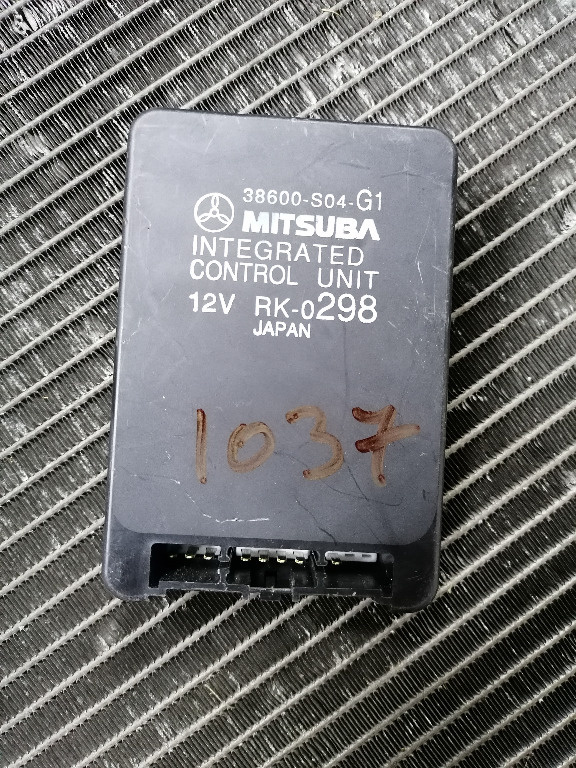 38600-S04-G1
MITSUBA
INTEGRATED
CONTROL UNIT
12V RK-0298
JAPAN
1037